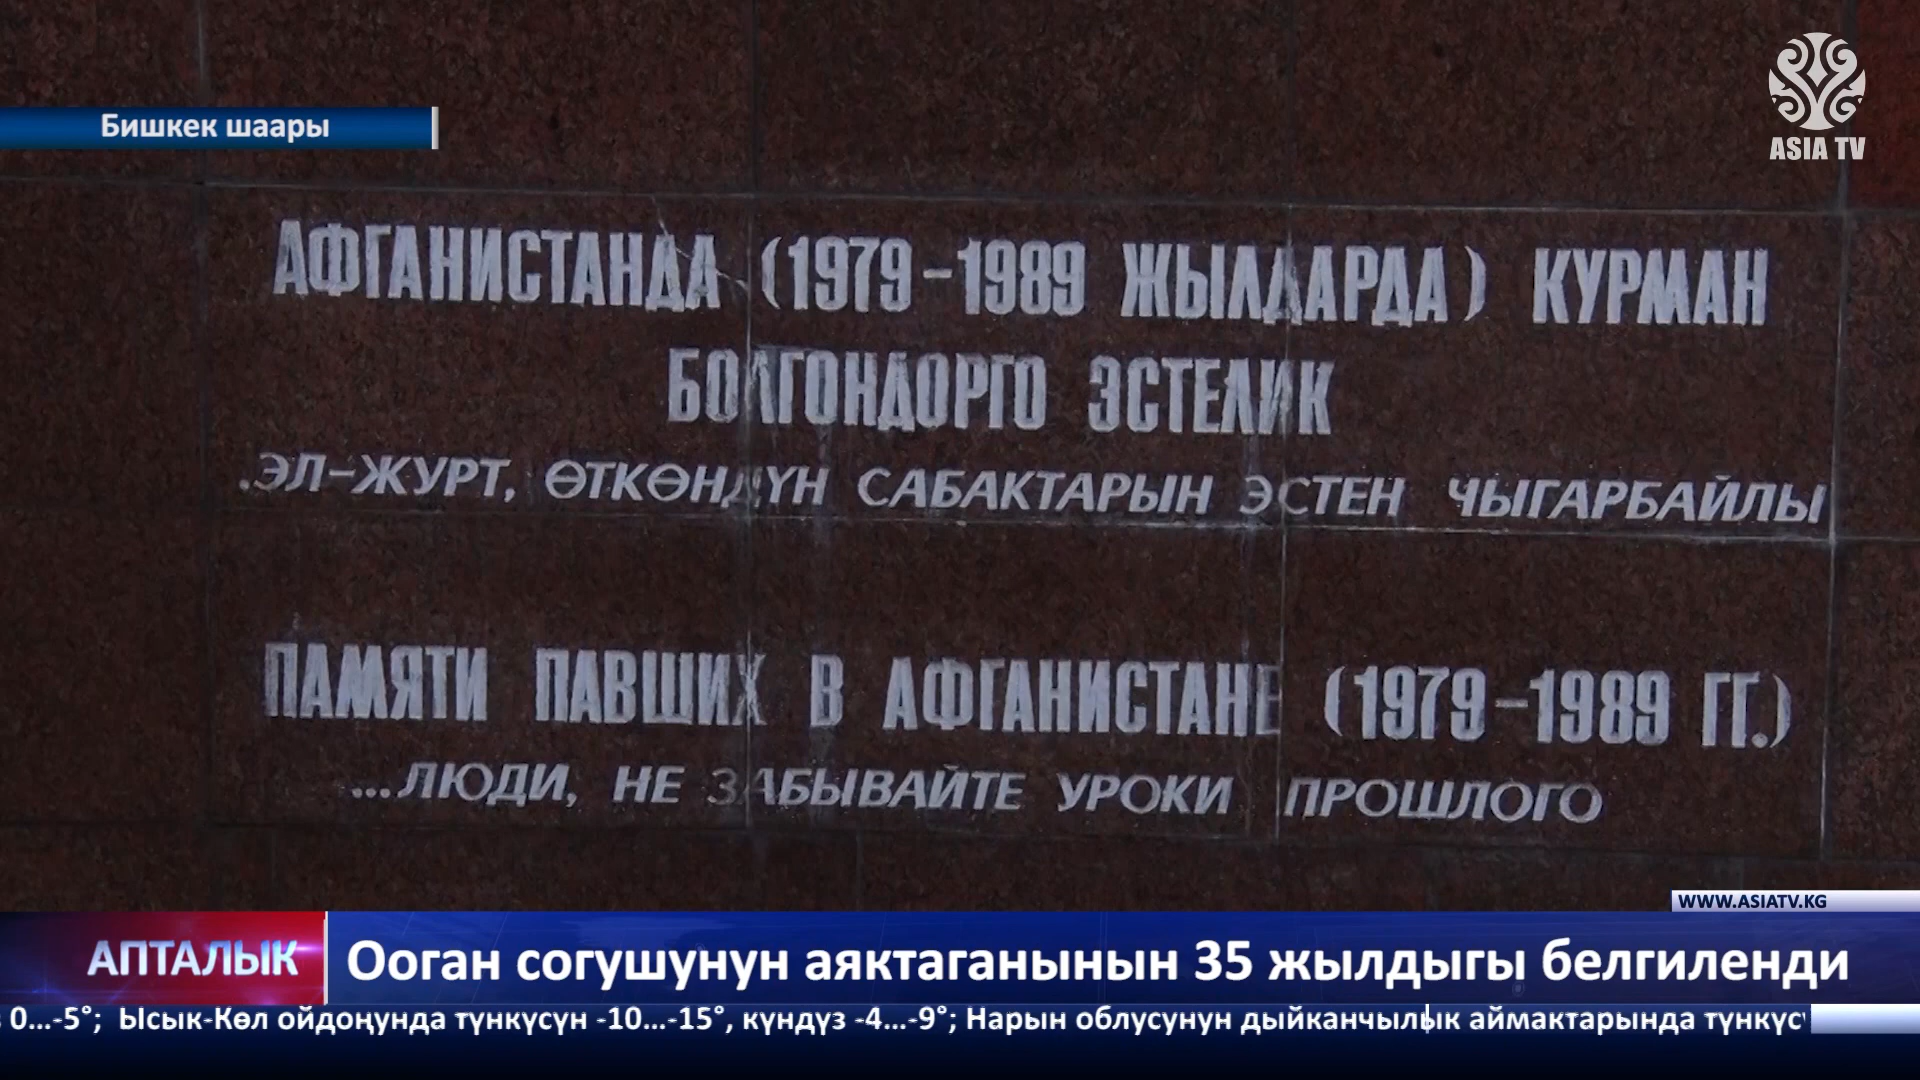 Бишкек шаары
ASIA TV
АФГАНИСТАНДА (1979-1989 ЖЫЛДАРДА) КУРМАН
БОЛГОНДОРГО ЭСТЕЛИК
.ЭЛ-ЖУРТ, ӨТКӨНДҮН САБАКТАРЫН ЭСТЕН ЧЫГАРБАЙЛЫ
ПАМЯТИ ПАВШИХ В АФГАНИСТАНЕ (1979-1989 ГГ.)
...ЛЮДИ, НЕ ЗАБЫВАЙТЕ УРОКИ ПРОШЛОГО
WWW.ASIATV.KG
АПТАЛЫК
Ооган согушунун аяктаганынын 35 жылдыгы белгиленди
0...-5°; Ысык-Көл ойдоңунда түнкүсүн -10...-15°, күндүз -4...-9°; Нарын облусунун дыйканчылык аймактарында